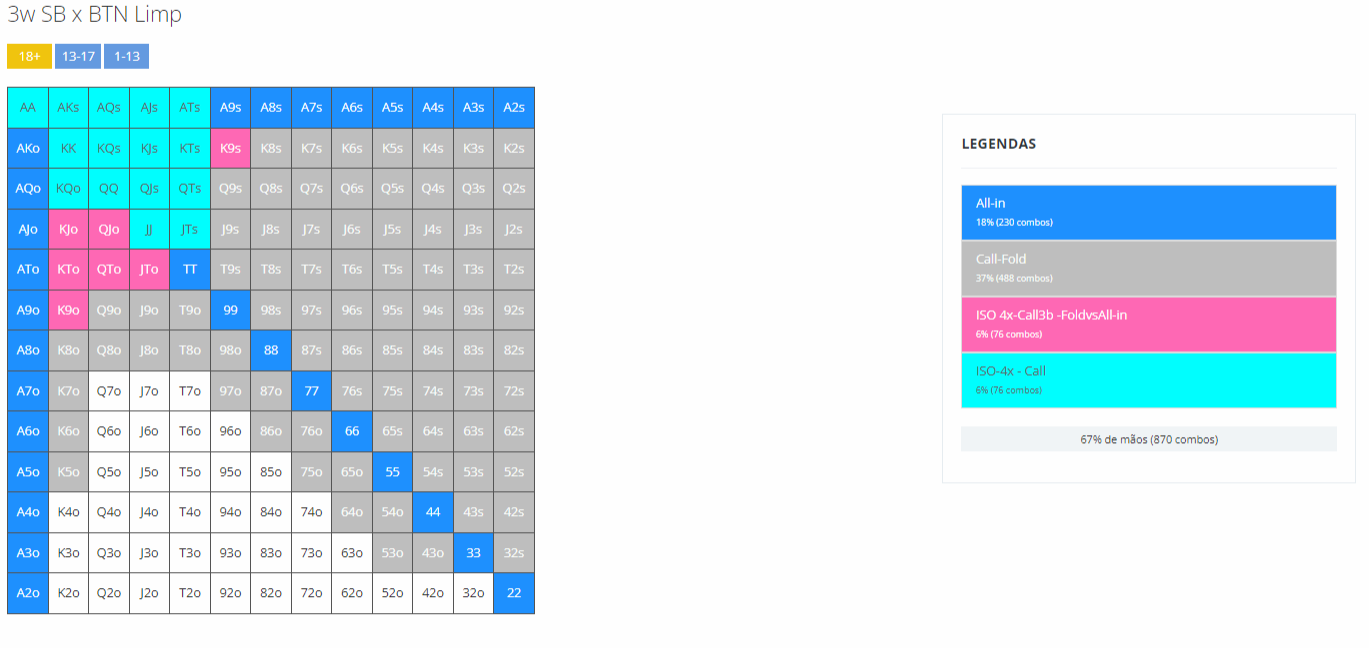 3w SB x BTN Limp
18+ 13-17 1-13
AA AKs AQs AJs ATs A9s A8s A7s A6s A5s A4s A3s A2s
AKo KK KQs KJs KTs K9s K8s K7s K6s K5s K4s K3s K2s
AQo KQo QQ QJs QTs Q9s Q8s Q7s Q6s Q5s Q4s Q3s Q2s
AJo KJo QJo JJ JTs J9s J8s J7s J6s J5s J4s J3s J2s
ATo KTo QTo JTo TT T9s T8s T7s T6s T5s T4s T3s T2s
A9o K9o Q9o J9o T9o 99 98s 97s 96s 95s 94s 93s 92s
A8o K8o Q8o J8o T8o 98o 88 87s 86s 85s 84s 83s 82s
A7o K7o Q7o J7o T7o 97o 87o 77 76s 75s 74s 73s 72s
A6o K6o Q6o J6o T6o 96o 86o 76o 66 65s 64s 63s 62s
A5o K5o Q5o J5o T5o 95o 85o 75o 65o 55 54s 53s 52s
A4o K4o Q4o J4o T4o 94o 84o 74o 64o 54o 44 43s 42s
A3o K3o Q3o J3o T3o 93o 83o 73o 63o 53o 43o 33 32s
A2o K2o Q2o J2o T2o 92o 82o 72o 62o 52o 42o 32o 22
LEGENDAS
All-in
18% (230 combos)
Call-Fold
37% (488 combos)
ISO 4x-Call3b -FoldvsAll-in
6% (76 combos)
ISO-4x - Call
6% (76 combos)
67% de mãos (870 combos)